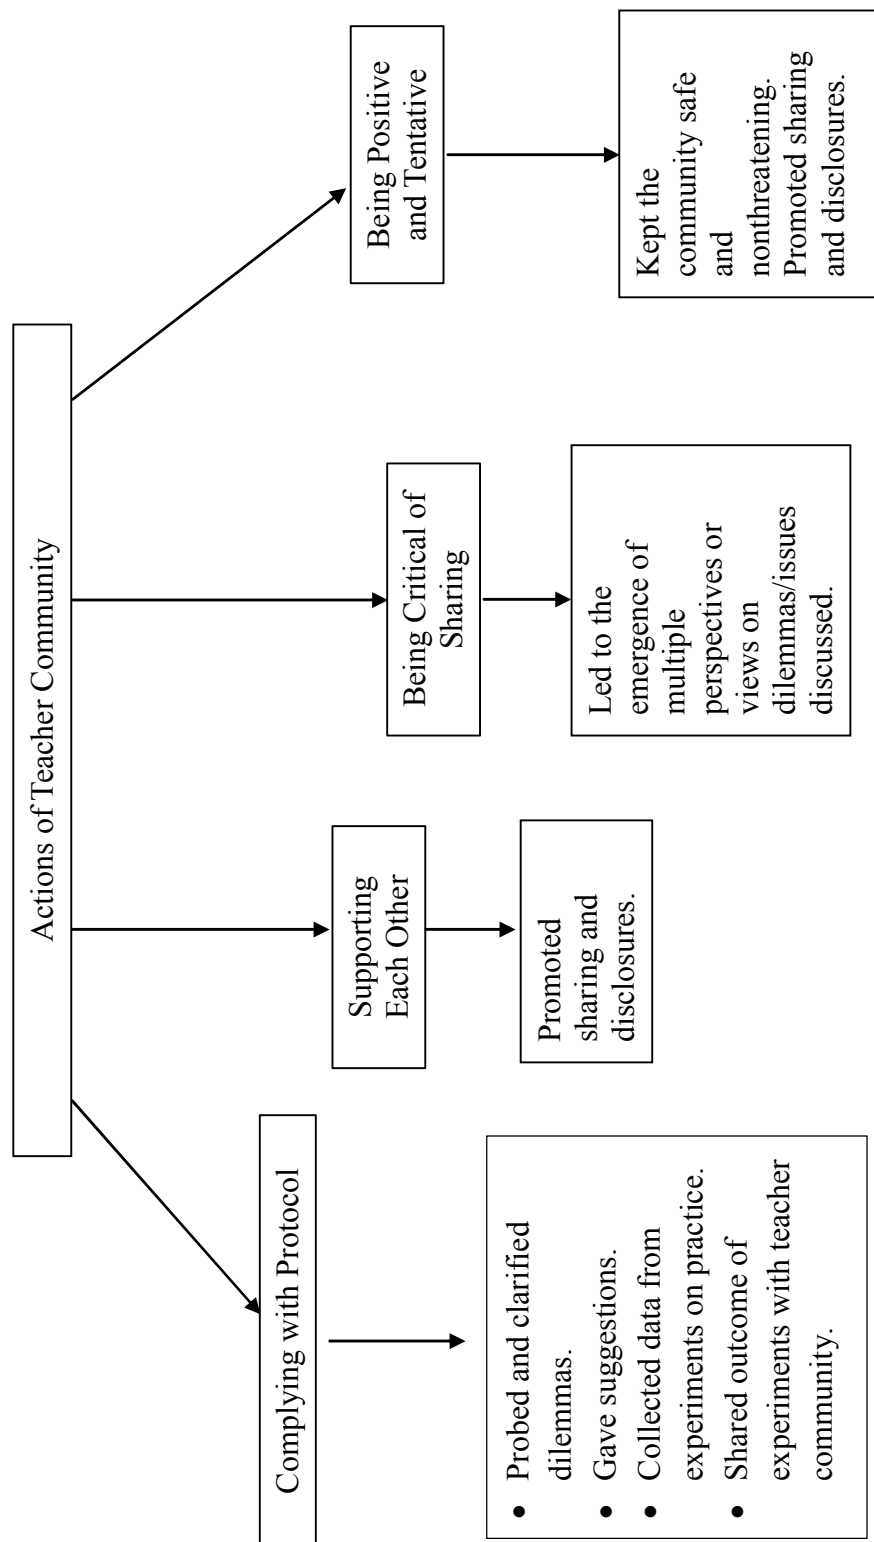 Actions of Teacher Community
Complying with Protocol
● Probed and clarified
dilemmas.
● Gave suggestions.
● Collected data from
experiments on practice.
● Shared outcome of
experiments with teacher
community.
Supporting
Each Other
Promoted
sharing and
disclosures.
Being Critical of
Sharing
Led to the
emergence of
multiple
perspectives or
views on
dilemmas/issues
discussed.
Being Positive
and Tentative
Kept the
community safe
and
nonthreatening.
Promoted sharing
and disclosures.